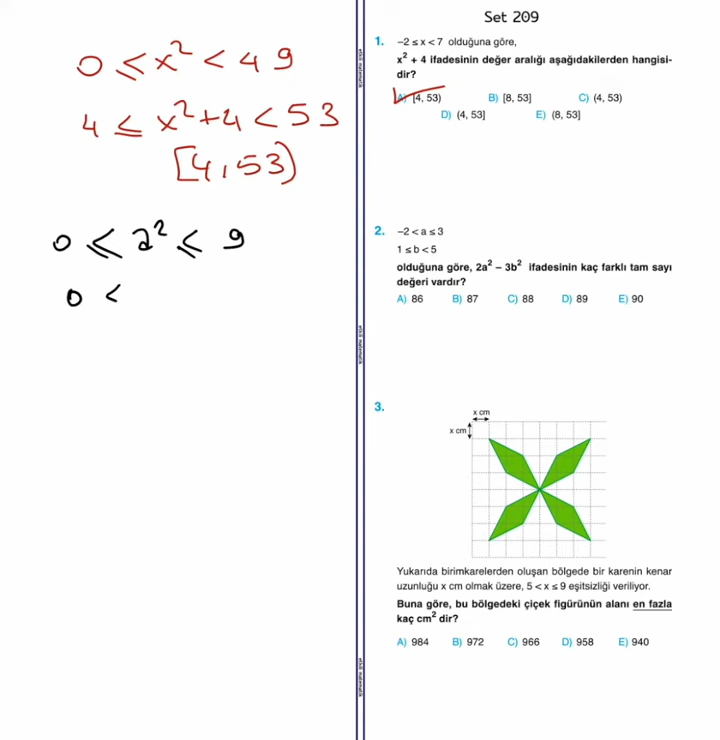 Set 209
0 ≤ x² < 49
4 ≤ x²+4 < 53
[4,53)
0 ≤ a² ≤ 9
0 <
1. –2 ≤ x < 7 olduğuna göre,
x² + 4 ifadesinin değer aralığı aşağıdakilerden hangisi-
dir?
A) [4, 53) B) [8, 53] C) (4, 53)
D) (4, 53] E) (8, 53]
2. –2 < a ≤ 3
1 ≤ b < 5
olduğuna göre, 2a² – 3b² ifadesinin kaç farklı tam sayı
değeri vardır?
A) 86 B) 87 C) 88 D) 89 E) 90
3.
x cm
x cm
Yukarıda birimkarelerden oluşan bölgede bir karenin kenar
uzunluğu x cm olmak üzere, 5 < x ≤ 9 eşitsizliği veriliyor.
Buna göre, bu bölgedeki çiçek figürünün alanı en fazla
kaç cm² dir?
A) 984 B) 972 C) 966 D) 958 E) 940